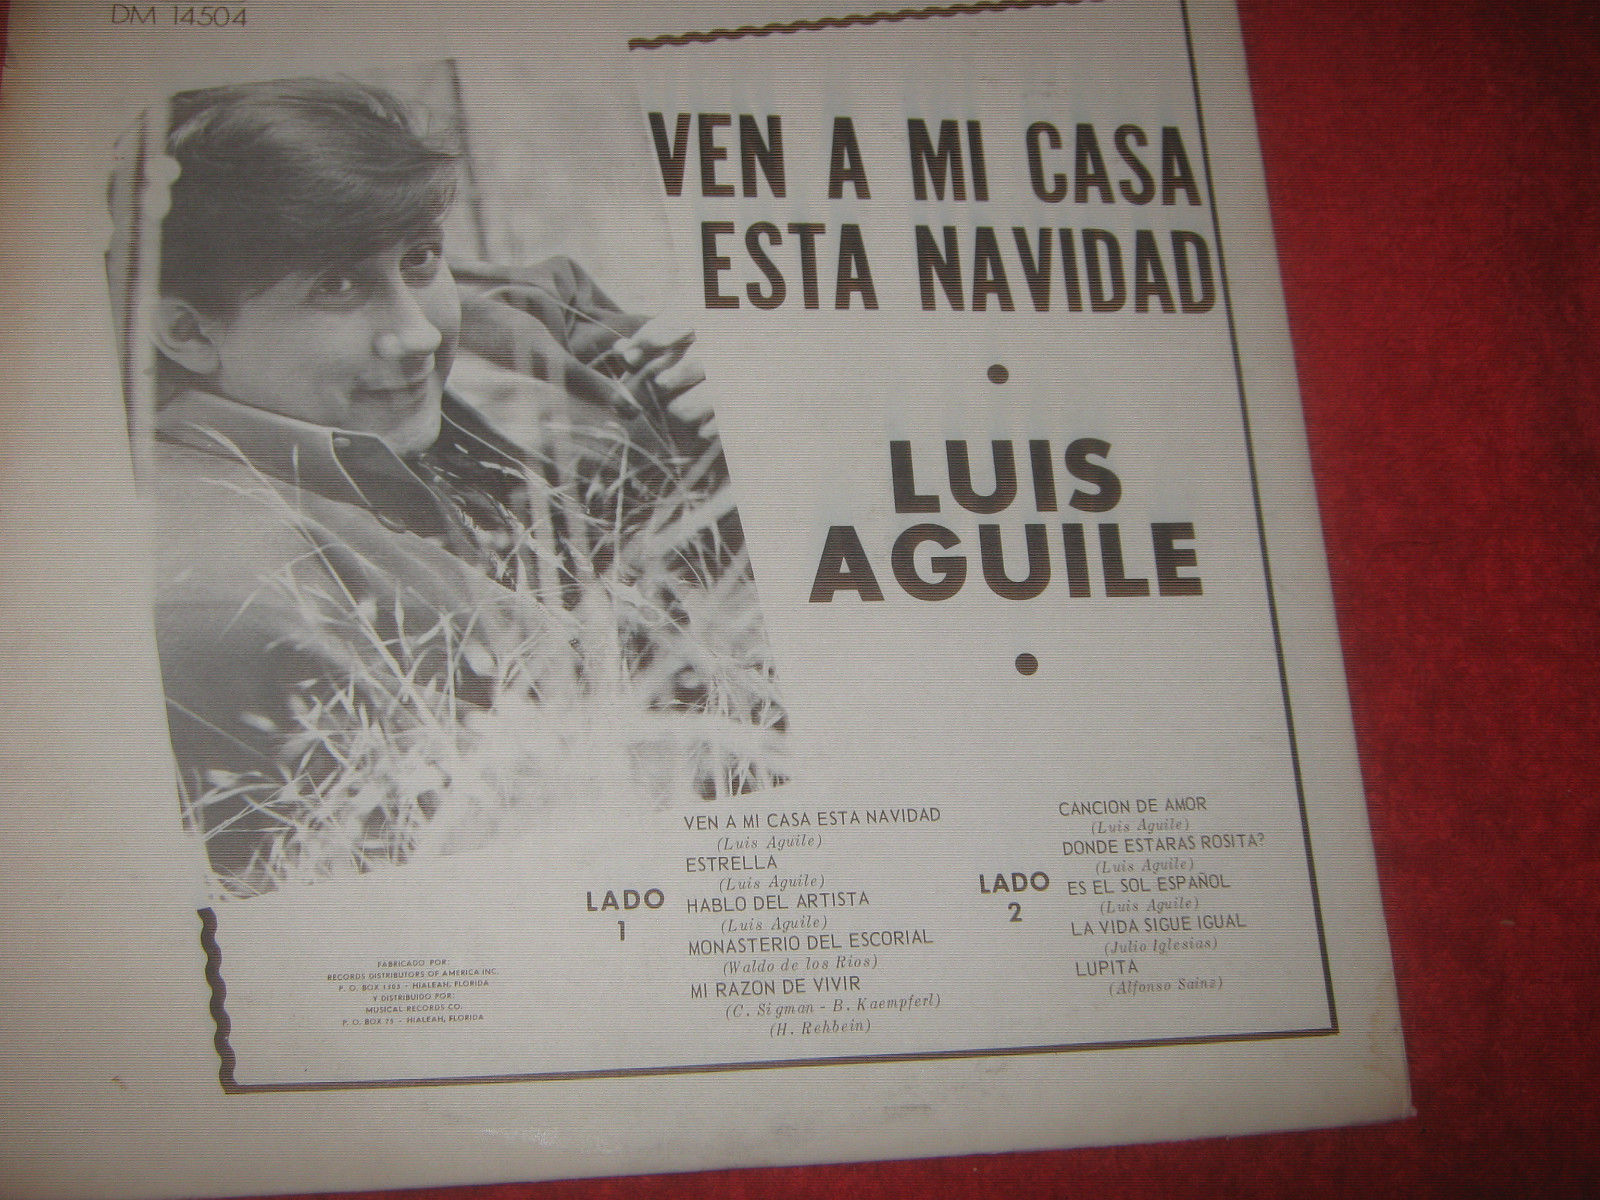 DM 14504
VEN A MI CASA
ESTA NAVIDAD
LUIS
AGUILE
LADO
1
VEN A MI CASA ESTA NAVIDAD
(Luis Aguile)
ESTRELLA
(Luis Aguile)
HABLO DEL ARTISTA
(Luis Aguile)
MONASTERIO DEL ESCORIAL
(Waldo de los Rios)
MI RAZON DE VIVIR
(C. Sigman - B. Kaempferl)
(H. Rehbein)
LADO
2
CANCION DE AMOR
(Luis Aguile)
DONDE ESTARAS ROSITA?
(Luis Aguile)
ES EL SOL ESPAÑOL
(Luis Aguile)
LA VIDA SIGUE IGUAL
(Julio Iglesias)
LUPITA
(Alfonso Sainz)
FABRICADO POR:
RECORDS DISTRIBUTORS OF AMERICA INC.
P. O. BOX 1505 - HIALEAH, FLORIDA
Y DISTRIBUIDO POR:
MUSICAL RECORDS CO.
P. O. BOX 75 - HIALEAH, FLORIDA